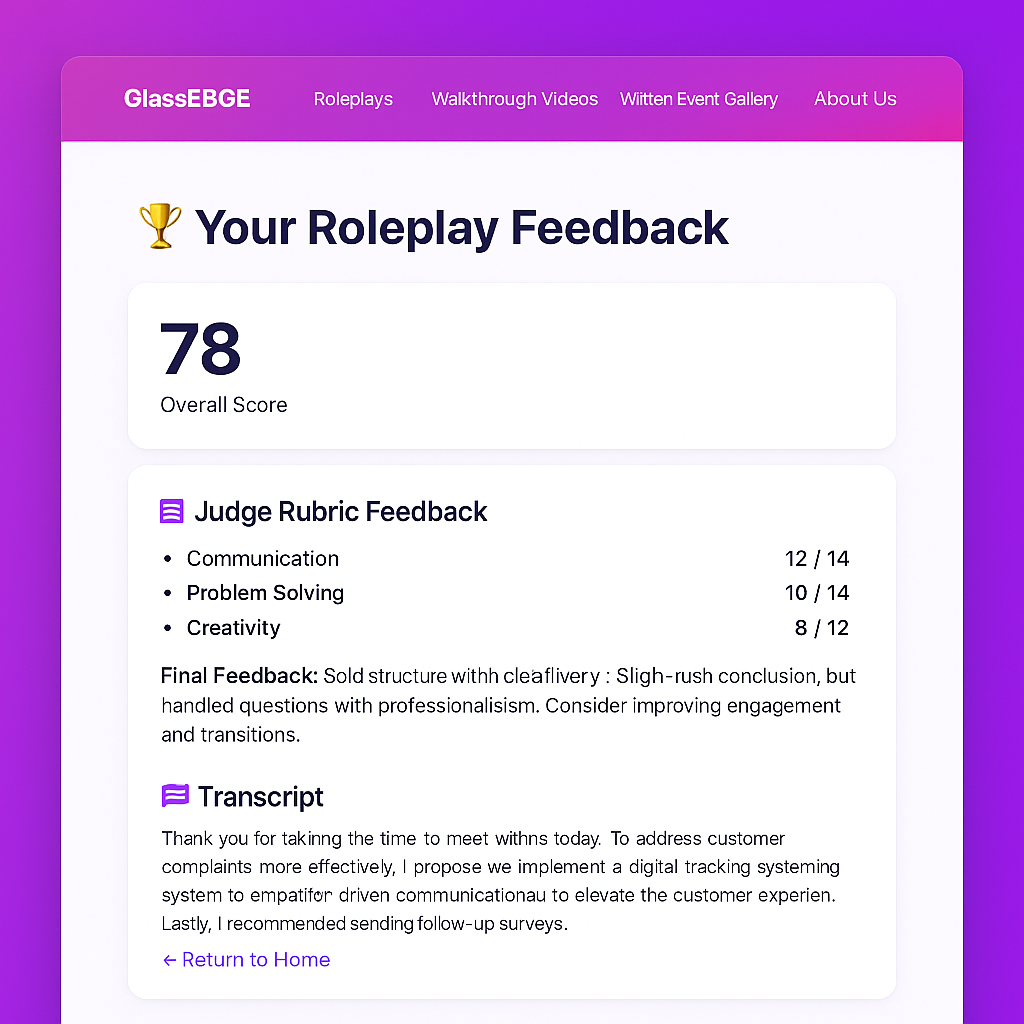 GlassEBGE
Roleplays
Walkthrough Videos
Wiitten Event Gallery
About Us
Your Roleplay Feedback
78
Overall Score
Judge Rubric Feedback
• Communication 12 / 14
• Problem Solving 10 / 14
• Creativity 8 / 12
Final Feedback: Sold structure withh cleaflivery : Sligh-rush conclusion, but
handled questions with professionalisism. Consider improving engagement
and transitions.
Transcript
Thank you for takinng the time to meet withns today. To address customer
complaints more effectively, I propose we implement a digital tracking systeming
system to empatifor driven communicationau to elevate the customer experien.
Lastly, I recommended sending follow-up surveys.
← Return to Home